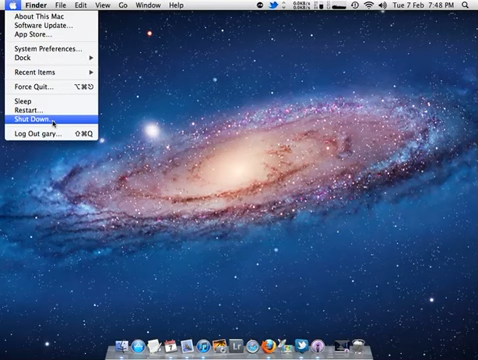 Finder File Edit View Go Window Help Tue 7 Feb 7:48 PM
About This Mac
Software Update...
App Store...
System Preferences...
Dock
Recent Items
Force Quit... ⌥⌘⎋
Sleep
Restart...
Shut Down...
Log Out gary... ⇧⌘Q
Lr